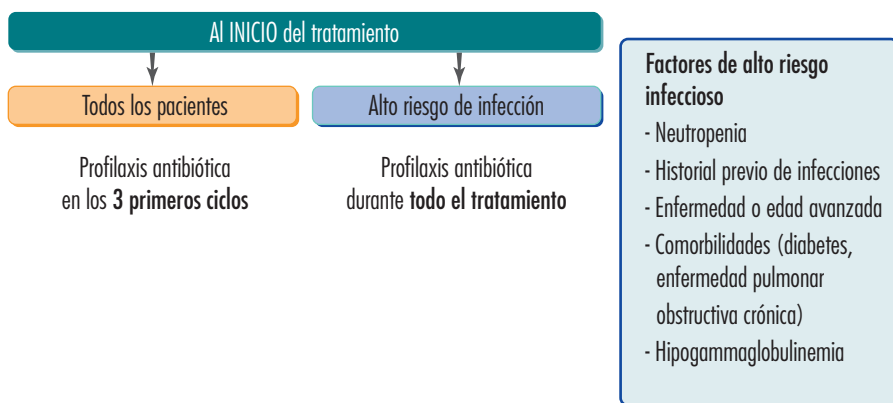 Al INICIO del tratamiento
Todos los pacientes
Profilaxis antibiótica
en los 3 primeros ciclos
Alto riesgo de infección
Profilaxis antibiótica
durante todo el tratamiento
Factores de alto riesgo
infeccioso
- Neutropenia
- Historial previo de infecciones
- Enfermedad o edad avanzada
- Comorbilidades (diabetes,
enfermedad pulmonar
obstructiva crónica)
- Hipogammaglobulinemia